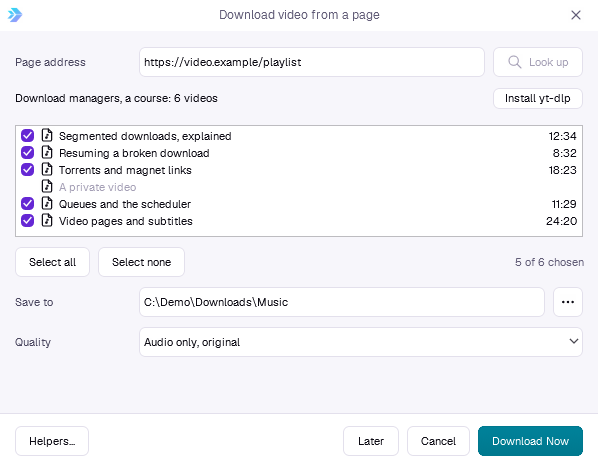 Download video from a page
Page address
https://video.example/playlist
Look up
Download managers, a course: 6 videos
Install yt-dlp
Segmented downloads, explained 12:34
Resuming a broken download 8:32
Torrents and magnet links 18:23
A private video
Queues and the scheduler 11:29
Video pages and subtitles 24:20
Select all
Select none
5 of 6 chosen
Save to
C:\Demo\Downloads\Music
...
Quality
Audio only, original
Helpers...
Later
Cancel
Download Now